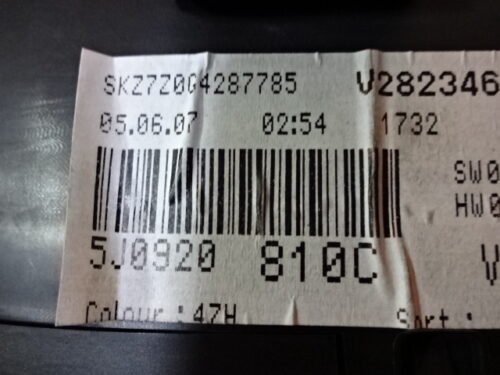 SKZ7Z0G4287785 V282346
05.06.07 02:54 1732
SW0
HW0
5J0920 810C V
Colour : 47H Sort.: